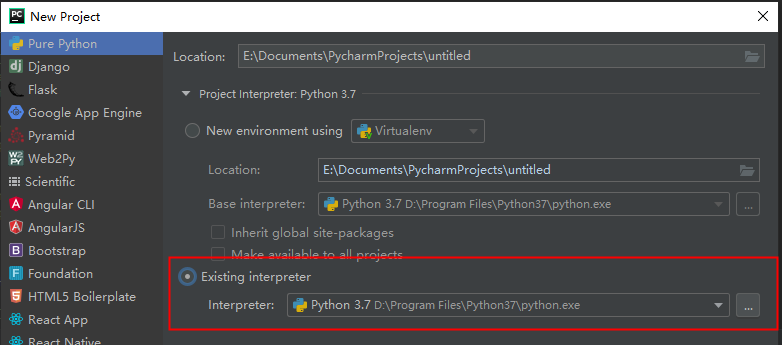 New Project
Pure Python
Django
Flask
Google App Engine
Pyramid
Web2Py
Scientific
Angular CLI
AngularJS
Bootstrap
Foundation
HTML5 Boilerplate
React App
React Native
Location: E:\Documents\PycharmProjects\untitled
Project Interpreter: Python 3.7
New environment using Virtualenv
Location: E:\Documents\PycharmProjects\untitled
Base interpreter: Python 3.7 D:\Program Files\Python37\python.exe ...
Inherit global site-packages
Make available to all projects
Existing interpreter
Interpreter: Python 3.7 D:\Program Files\Python37\python.exe ...